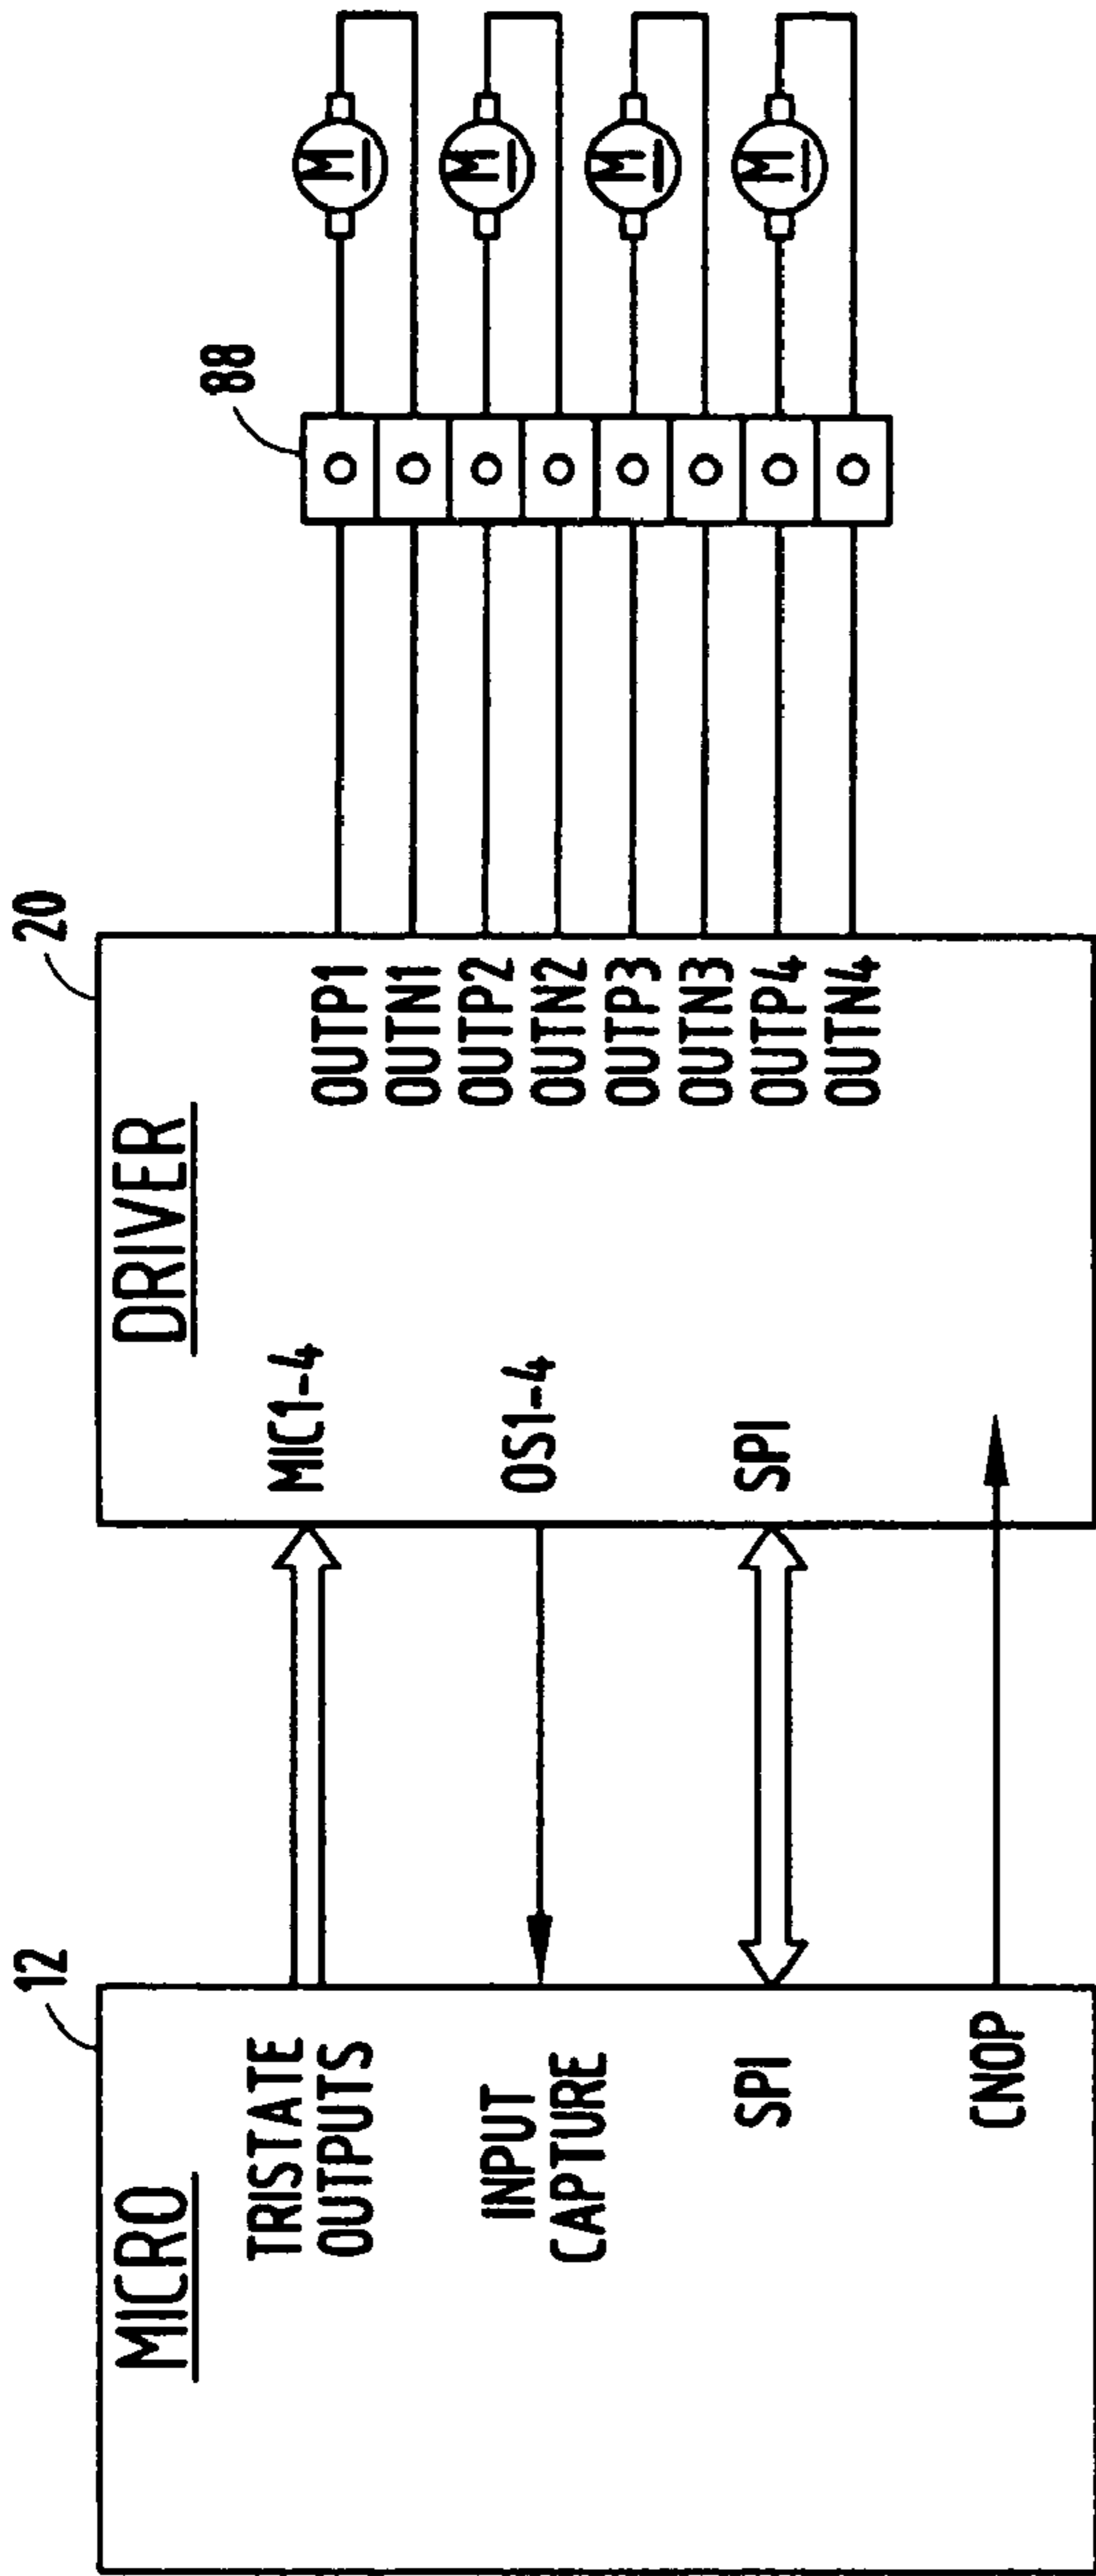 12
MICRO
TRISTATE
OUTPUTS
INPUT
CAPTURE
SPI
CNOP
20
DRIVER
MIC1-4
OS1-4
SPI
OUTP1
OUTN1
OUTP2
OUTN2
OUTP3
OUTN3
OUTP4
OUTN4
88
M
M
M
M